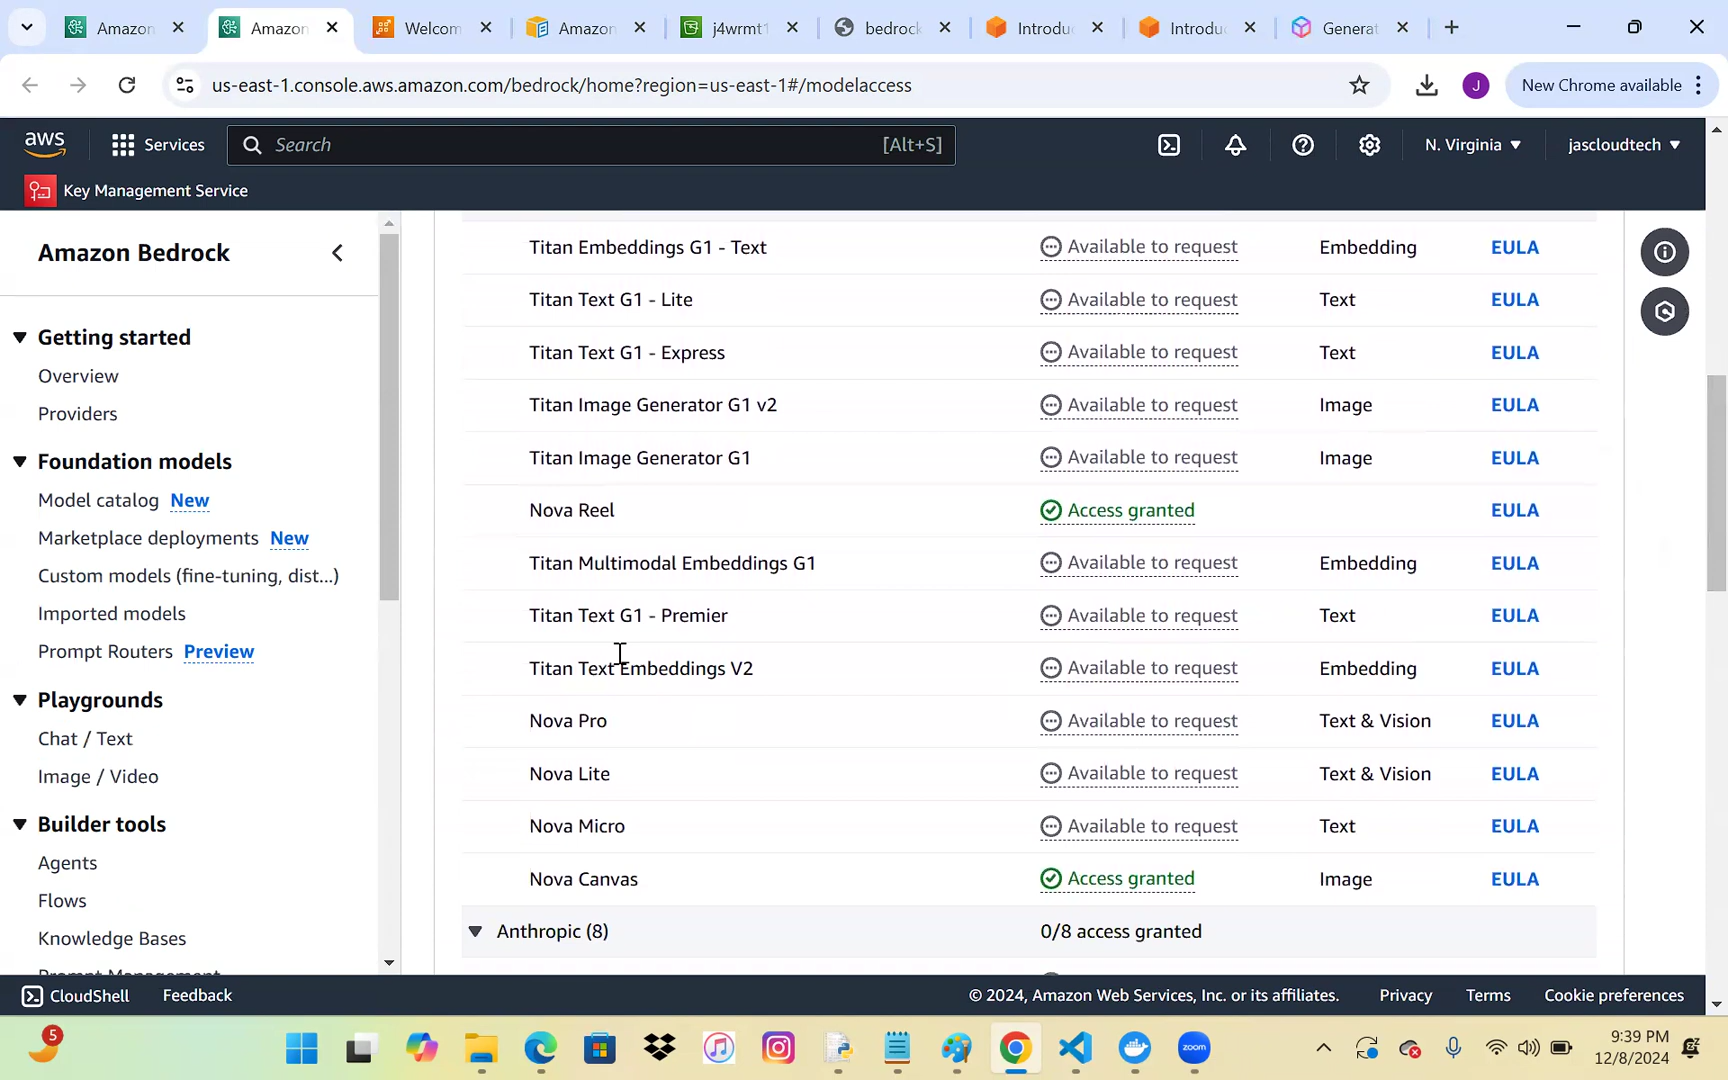 Amazon
Amazon
Welcom
Amazon
j4wrmt1
bedrock
Introdu
Introdu
Generat
us-east-1.console.aws.amazon.com/bedrock/home?region=us-east-1#/modelaccess
J
New Chrome available
aws
Services
Search
[Alt+S]
N. Virginia
jascloudtech
Key Management Service
Amazon Bedrock
Getting started
Overview
Providers
Foundation models
Model catalog New
Marketplace deployments New
Custom models (fine-tuning, dist...)
Imported models
Prompt Routers Preview
Playgrounds
Chat / Text
Image / Video
Builder tools
Agents
Flows
Knowledge Bases
Prompt Management
Titan Embeddings G1 - Text Available to request Embedding EULA
Titan Text G1 - Lite Available to request Text EULA
Titan Text G1 - Express Available to request Text EULA
Titan Image Generator G1 v2 Available to request Image EULA
Titan Image Generator G1 Available to request Image EULA
Nova Reel Access granted EULA
Titan Multimodal Embeddings G1 Available to request Embedding EULA
Titan Text G1 - Premier Available to request Text EULA
Titan Text Embeddings V2 Available to request Embedding EULA
Nova Pro Available to request Text & Vision EULA
Nova Lite Available to request Text & Vision EULA
Nova Micro Available to request Text EULA
Nova Canvas Access granted Image EULA
Anthropic (8) 0/8 access granted
CloudShell
Feedback
© 2024, Amazon Web Services, Inc. or its affiliates.
Privacy
Terms
Cookie preferences
5
zoom
9:39 PM
12/8/2024